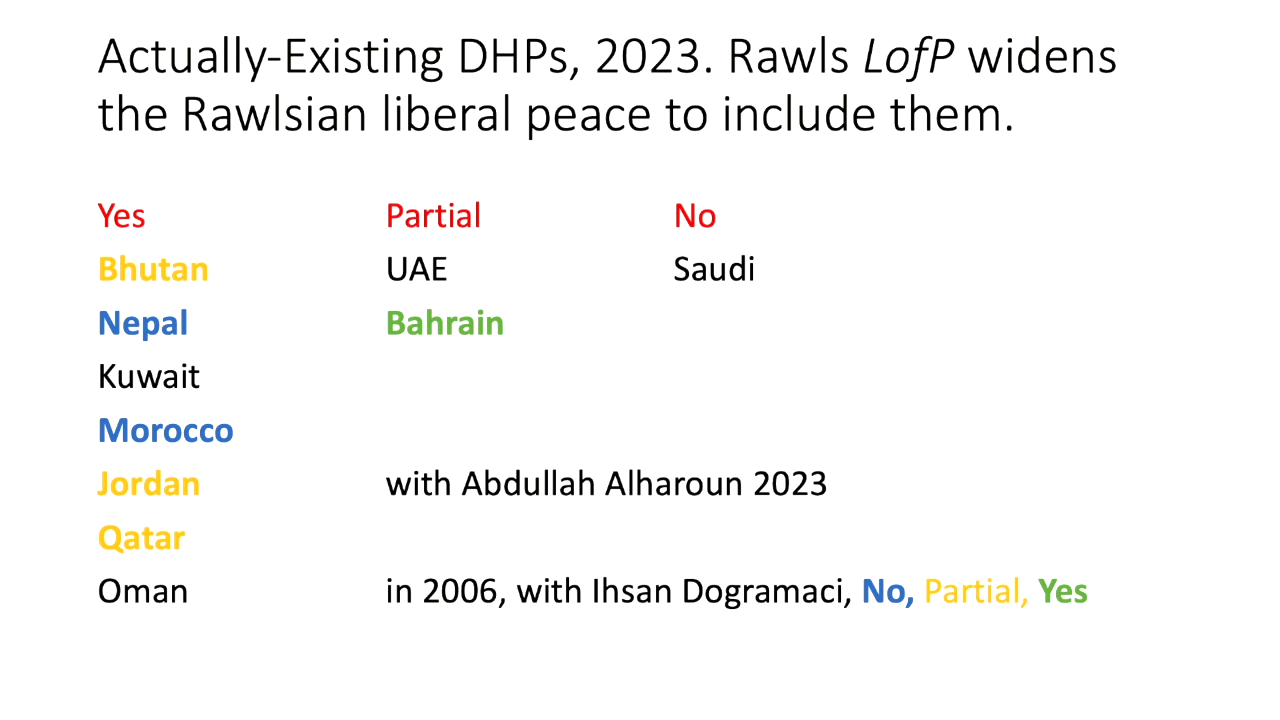 Actually-Existing DHPs, 2023. Rawls LofP widens
the Rawlsian liberal peace to include them.
Yes Partial No
Bhutan UAE Saudi
Nepal Bahrain
Kuwait
Morocco
Jordan with Abdullah Alharoun 2023
Qatar
Oman in 2006, with Ihsan Dogramaci, No, Partial, Yes